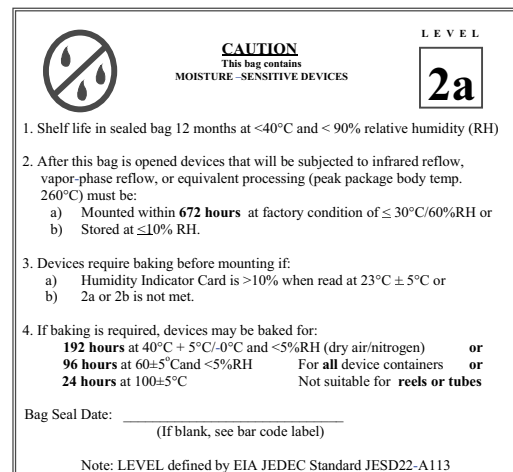 L E V E L
CAUTION
This bag contains
MOISTURE –SENSITIVE DEVICES
2a
1. Shelf life in sealed bag 12 months at <40°C and < 90% relative humidity (RH)
2. After this bag is opened devices that will be subjected to infrared reflow,
vapor-phase reflow, or equivalent processing (peak package body temp.
260°C) must be:
a) Mounted within 672 hours at factory condition of ≤ 30°C/60%RH or
b) Stored at ≤10% RH.
3. Devices require baking before mounting if:
a) Humidity Indicator Card is >10% when read at 23°C ± 5°C or
b) 2a or 2b is not met.
4. If baking is required, devices may be baked for:
192 hours at 40°C + 5°C/-0°C and <5%RH (dry air/nitrogen) or
96 hours at 60±5°Cand <5%RH For all device containers or
24 hours at 100±5°C Not suitable for reels or tubes
Bag Seal Date: ________________________________
(If blank, see bar code label)
Note: LEVEL defined by EIA JEDEC Standard JESD22-A113